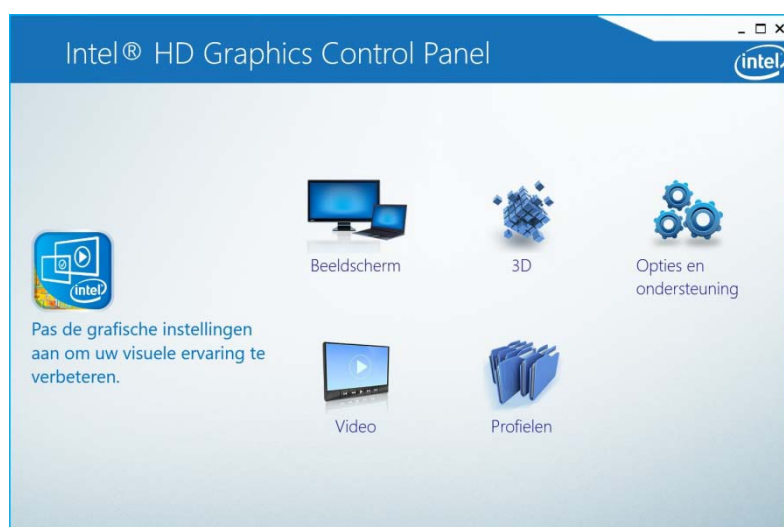 Intel® HD Graphics Control Panel
intel
Beeldscherm
3D
Opties en
ondersteuning
intel
Pas de grafische instellingen
aan om uw visuele ervaring te
verbeteren.
Video
Profielen